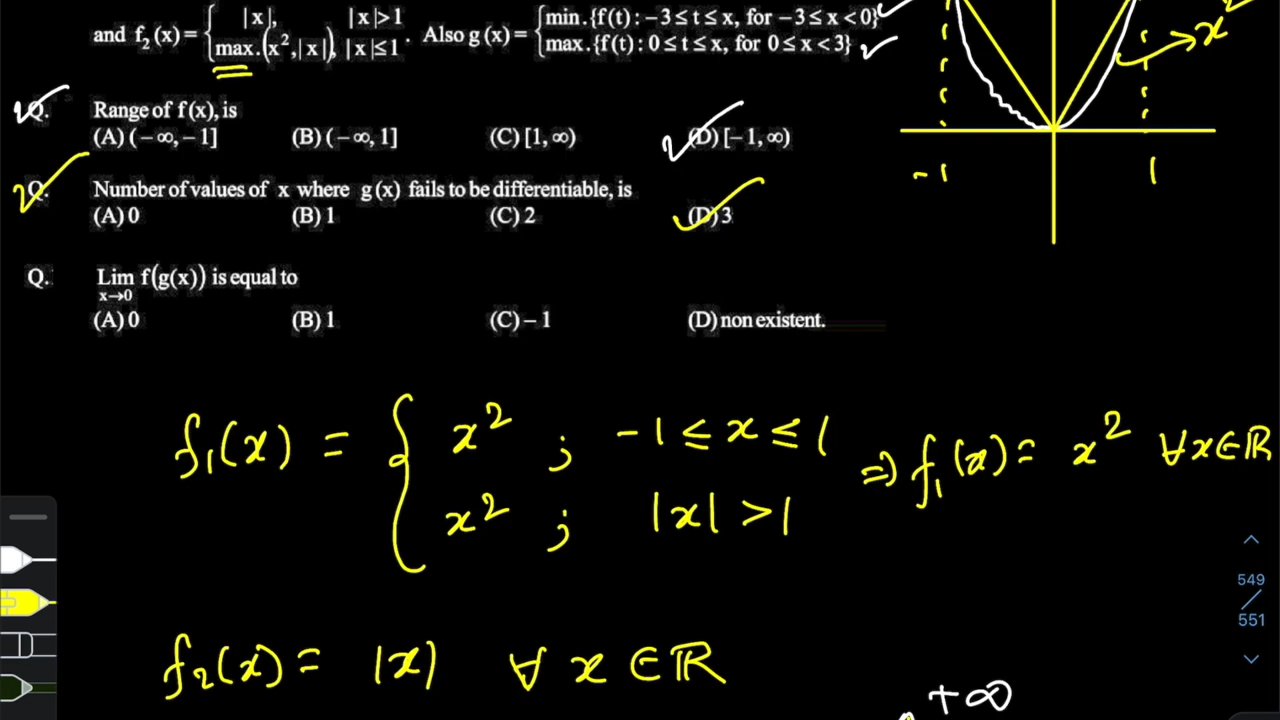 and f₂(x) = { |x|, |x|>1
max.(x²,|x|), |x|≤1 . Also g(x) = { min.{f(t) : −3 ≤ t ≤ x, for −3 ≤ x < 0}
max.{f(t) : 0 ≤ t ≤ x, for 0 ≤ x < 3}
x²
-1 1
Q. Range of f(x), is
(A) (−∞, −1] (B) (−∞, 1] (C) [1, ∞) (D) [−1, ∞)
Q. Number of values of x where g(x) fails to be differentiable, is
(A) 0 (B) 1 (C) 2 (D) 3
Q. Lim x→0 f(g(x)) is equal to
(A) 0 (B) 1 (C) – 1 (D) non existent.
f₁(x) = { x² ; -1 ≤ x ≤ 1
x² ; |x| > 1
⇒ f₁(x) = x² ∀ x ∈ ℝ
f₂(x) = |x| ∀ x ∈ ℝ
+∞
549
/
551